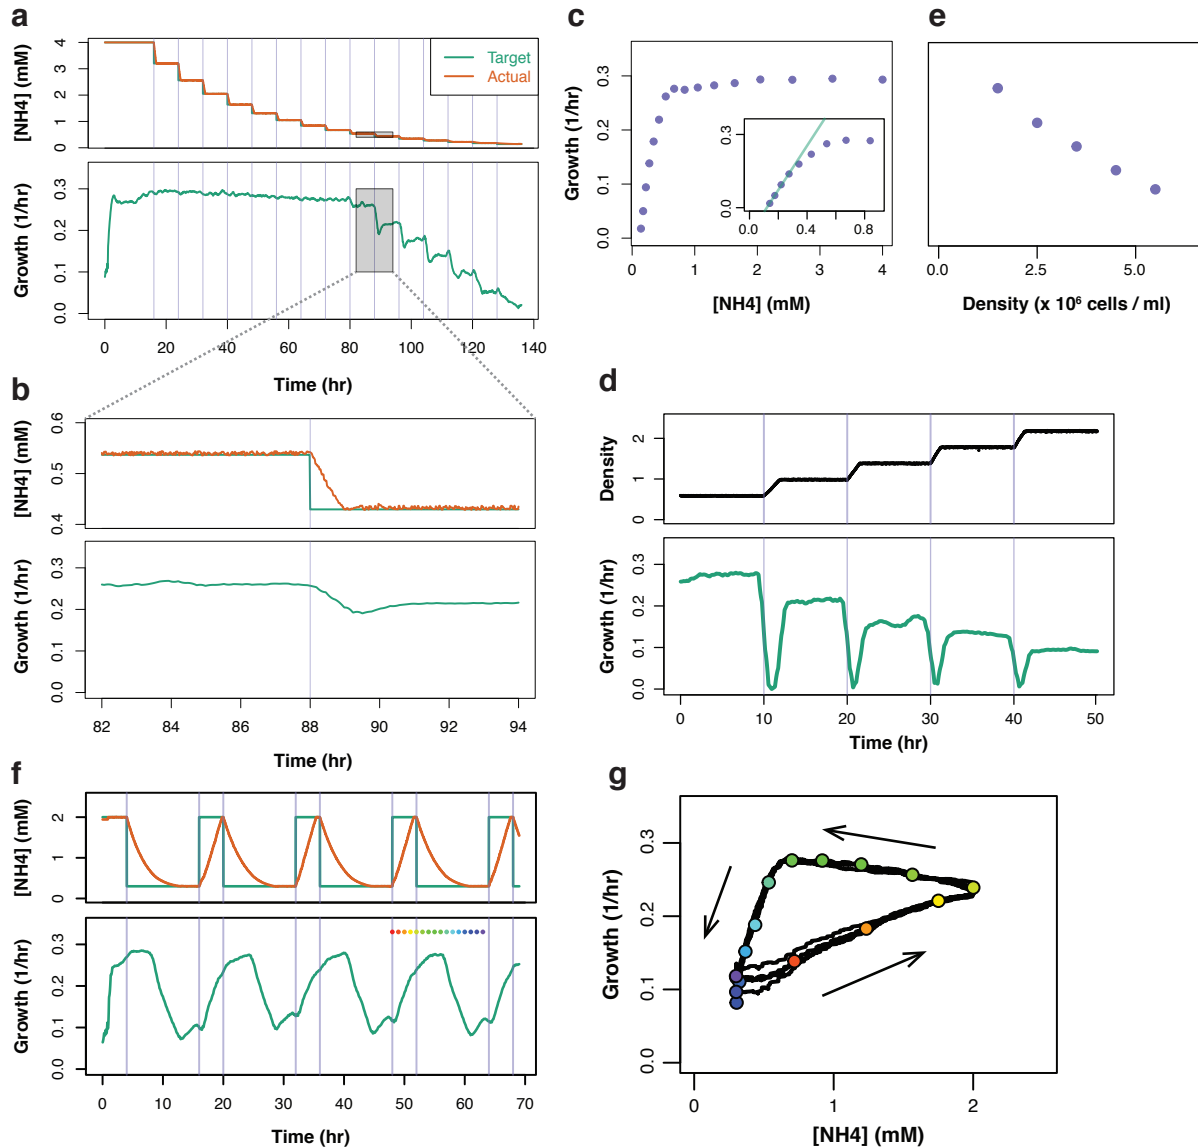 a
[NH4] (mM)
0 1 2 3 4
Target
Actual
Growth (1/hr)
0.0 0.1 0.2 0.3
0 20 40 60 80 100 120 140
Time (hr)
b
[NH4] (mM)
0.4 0.5 0.6
Growth (1/hr)
0.0 0.1 0.2 0.3
82 84 86 88 90 92 94
Time (hr)
c
Growth (1/hr)
0.0 0.1 0.2 0.3
0.0 0.3
0.0 0.4 0.8
0 1 2 3 4
[NH4] (mM)
e
0.0 2.5 5.0
Density (x 10⁶ cells / ml)
d
Density
0 1 2
Growth (1/hr)
0.0 0.1 0.2 0.3
0 10 20 30 40 50
Time (hr)
f
[NH4] (mM)
0 1 2
Growth (1/hr)
0.0 0.1 0.2 0.3
0 10 20 30 40 50 60 70
Time (hr)
g
Growth (1/hr)
0.0 0.1 0.2 0.3
0 1 2
[NH4] (mM)